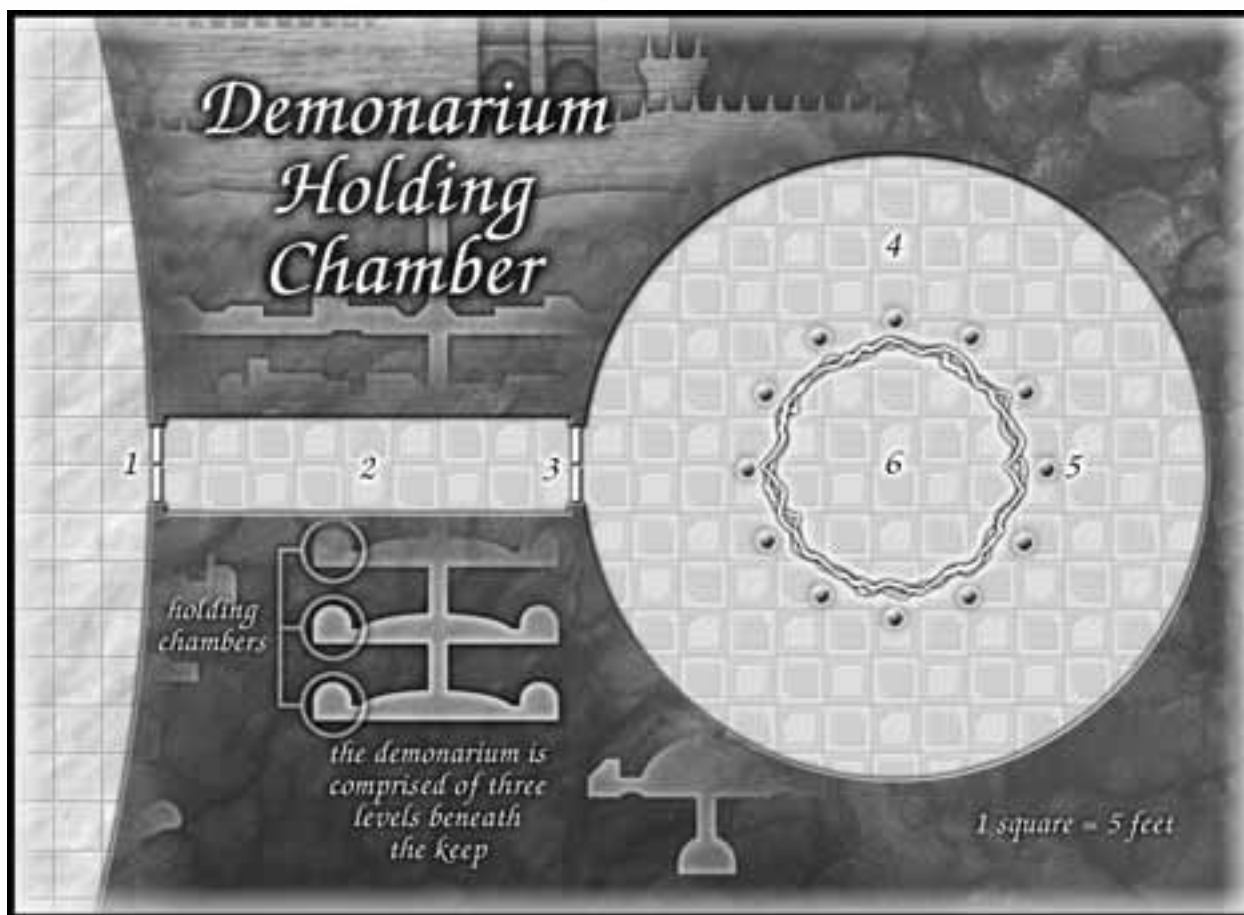 Demonarium
Holding
Chamber
4
1
2
3
6
5
holding
chambers
the demonarium is
comprised of three
levels beneath
the keep
1 square = 5 feet